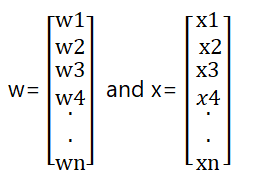 w= [w1 w2 w3 w4 . . wn] and x= [x1 x2 x3 x4 . . xn]